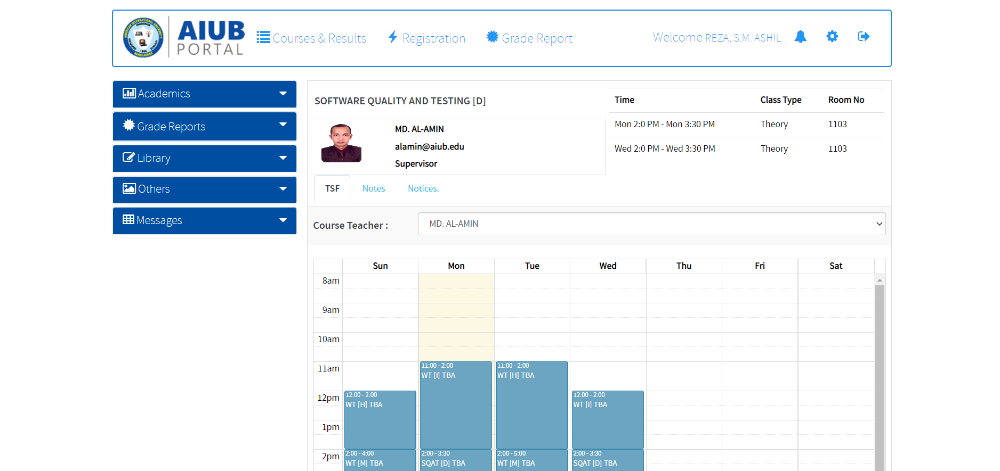 AIUB
PORTAL
Courses & Results
Registration
Grade Report
Welcome REZA, S.M. ASHIL
Academics
Grade Reports
Library
Others
Messages
SOFTWARE QUALITY AND TESTING [D]
MD. AL-AMIN
alamin@aiub.edu
Supervisor
Time Class Type Room No
Mon 2:0 PM - Mon 3:30 PM Theory 1103
Wed 2:0 PM - Wed 3:30 PM Theory 1103
TSF Notes Notices.
Course Teacher : MD. AL-AMIN
Sun Mon Tue Wed Thu Fri Sat
8am
9am
10am
11am
12pm
1pm
2pm
12:00 - 2:00
WT [H] TBA
2:00 - 4:00
WT [M] TBA
11:00 - 2:00
WT [I] TBA
2:00 - 3:30
SQAT [D] TBA
11:00 - 2:00
WT [H] TBA
2:00 - 5:00
WT [M] TBA
12:00 - 2:00
WT [I] TBA
2:00 - 3:30
SQAT [D] TBA